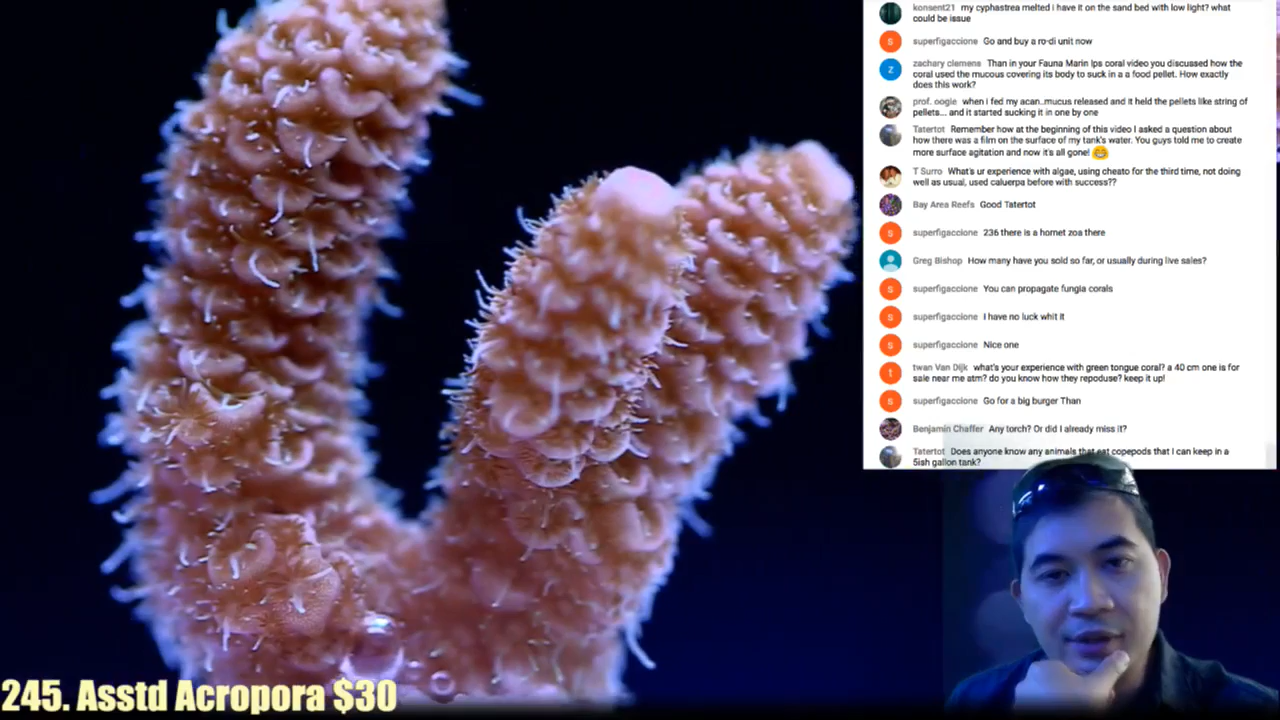 konsent21 my cyphastrea melted i have it on the sand bed with low light? what
could be issue
S superfigaccione Go and buy a ro-di unit now
Z zachary clemens Than in your Fauna Marin lps coral video you discussed how the
coral used the mucous covering its body to suck in a a food pellet. How exactly
does this work?
prof. oogie when i fed my acan..mucus released and it held the pellets like string of
pellets... and it started sucking it in one by one
Tatertot Remember how at the beginning of this video I asked a question about
how there was a film on the surface of my tank's water. You guys told me to create
more surface agitation and now it's all gone! 😁
T Surro What's ur experience with algae, using cheato for the third time, not doing
well as usual, used caluerpa before with success??
Bay Area Reefs Good Tatertot
S superfigaccione 236 there is a hornet zoa there
Greg Bishop How many have you sold so far, or usually during live sales?
S superfigaccione You can propagate fungia corals
S superfigaccione I have no luck whit it
S superfigaccione Nice one
t twan Van Dijk what's your experience with green tongue coral? a 40 cm one is for
sale near me atm? do you know how they repoduse? keep it up!
S superfigaccione Go for a big burger Than
Benjamin Chaffer Any torch? Or did I already miss it?
Tatertot Does anyone know any animals that eat copepods that I can keep in a
5ish gallon tank?
245. Asstd Acropora $30